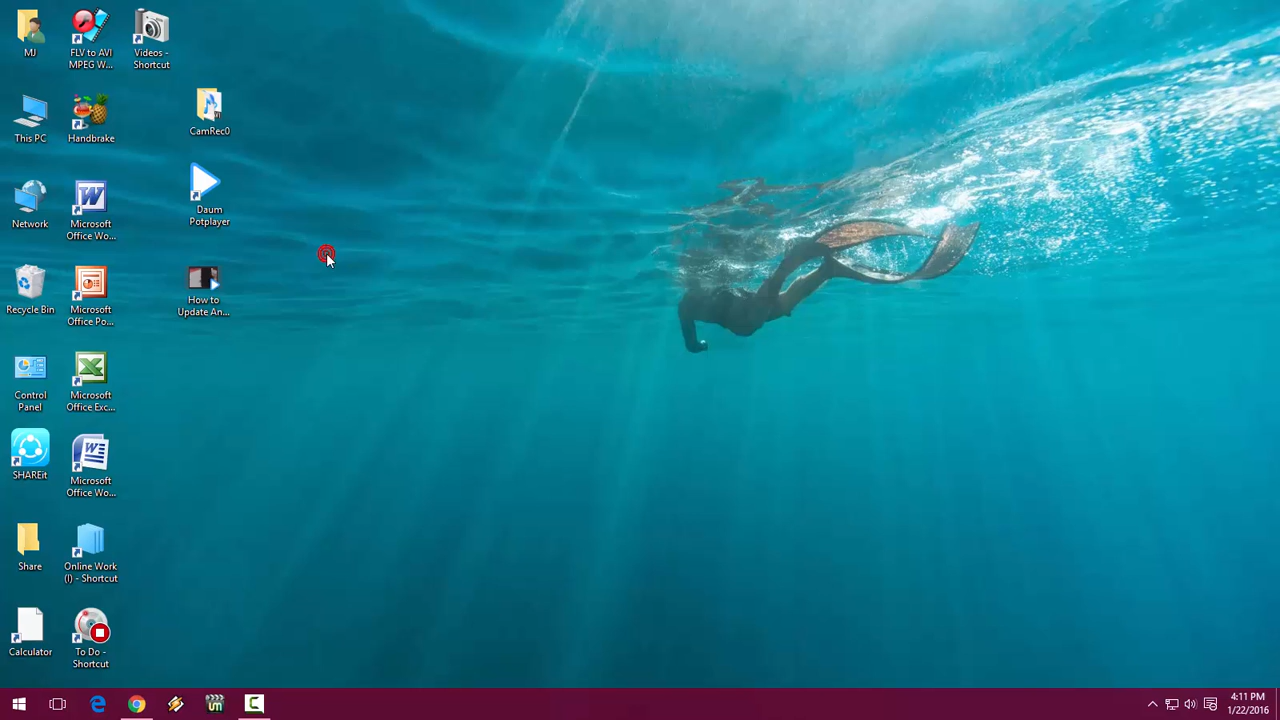 MJ
FLV to AVI
MPEG W...
Videos -
Shortcut
This PC
Handbrake
CamRec0
Network
Microsoft
Office Wo...
Daum
Potplayer
Recycle Bin
Microsoft
Office Po...
How to
Update An...
Control
Panel
Microsoft
Office Exc...
SHAREit
Microsoft
Office Wo...
Share
Online Work
(I) - Shortcut
Calculator
To Do -
Shortcut
4:11 PM
1/22/2016